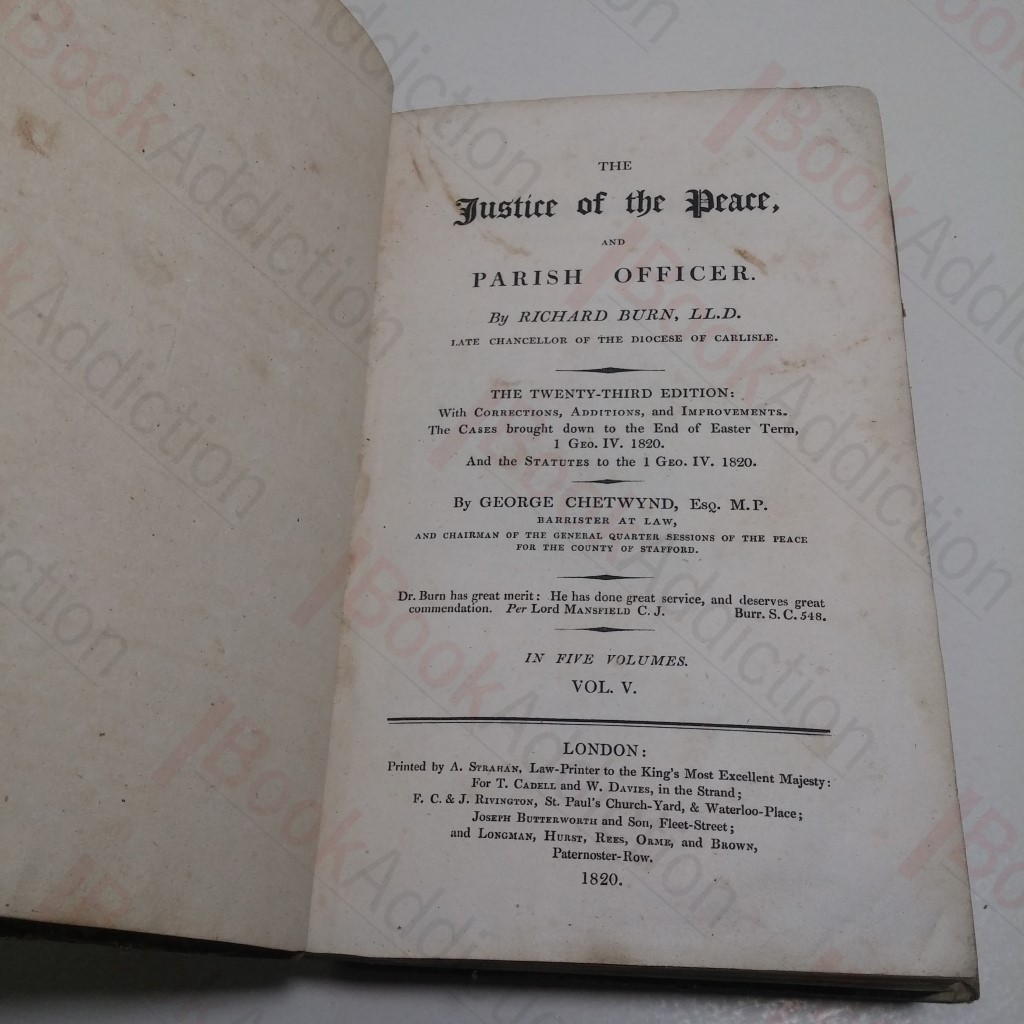 THE
Justice of the Peace,
AND
PARISH OFFICER.
By RICHARD BURN, LL.D.
LATE CHANCELLOR OF THE DIOCESE OF CARLISLE.
THE TWENTY-THIRD EDITION:
With CORRECTIONS, ADDITIONS, and IMPROVEMENTS.
The CASES brought down to the End of Easter Term,
1 GEO. IV. 1820.
And the STATUTES to the 1 GEO. IV. 1820.
By GEORGE CHETWYND, ESQ. M.P.
BARRISTER AT LAW,
AND CHAIRMAN OF THE GENERAL QUARTER SESSIONS OF THE PEACE
FOR THE COUNTY OF STAFFORD.
Dr. Burn has great merit: He has done great service, and deserves great
commendation. Per Lord MANSFIELD C. J. Burr. S. C. 548.
IN FIVE VOLUMES.
VOL. V.
LONDON:
Printed by A. STRAHAN, Law-Printer to the King's Most Excellent Majesty:
For T. CADELL and W. DAVIES, in the Strand;
F. C. & J. RIVINGTON, St. Paul's Church-Yard, & Waterloo-Place;
JOSEPH BUTTERWORTH and Son, Fleet-Street;
and LONGMAN, HURST, REES, ORME, and BROWN,
Paternoster-Row.
1820.
BookAddiction
BookAddiction
BookAddiction
BookAddiction
BookAddiction
BookAddiction